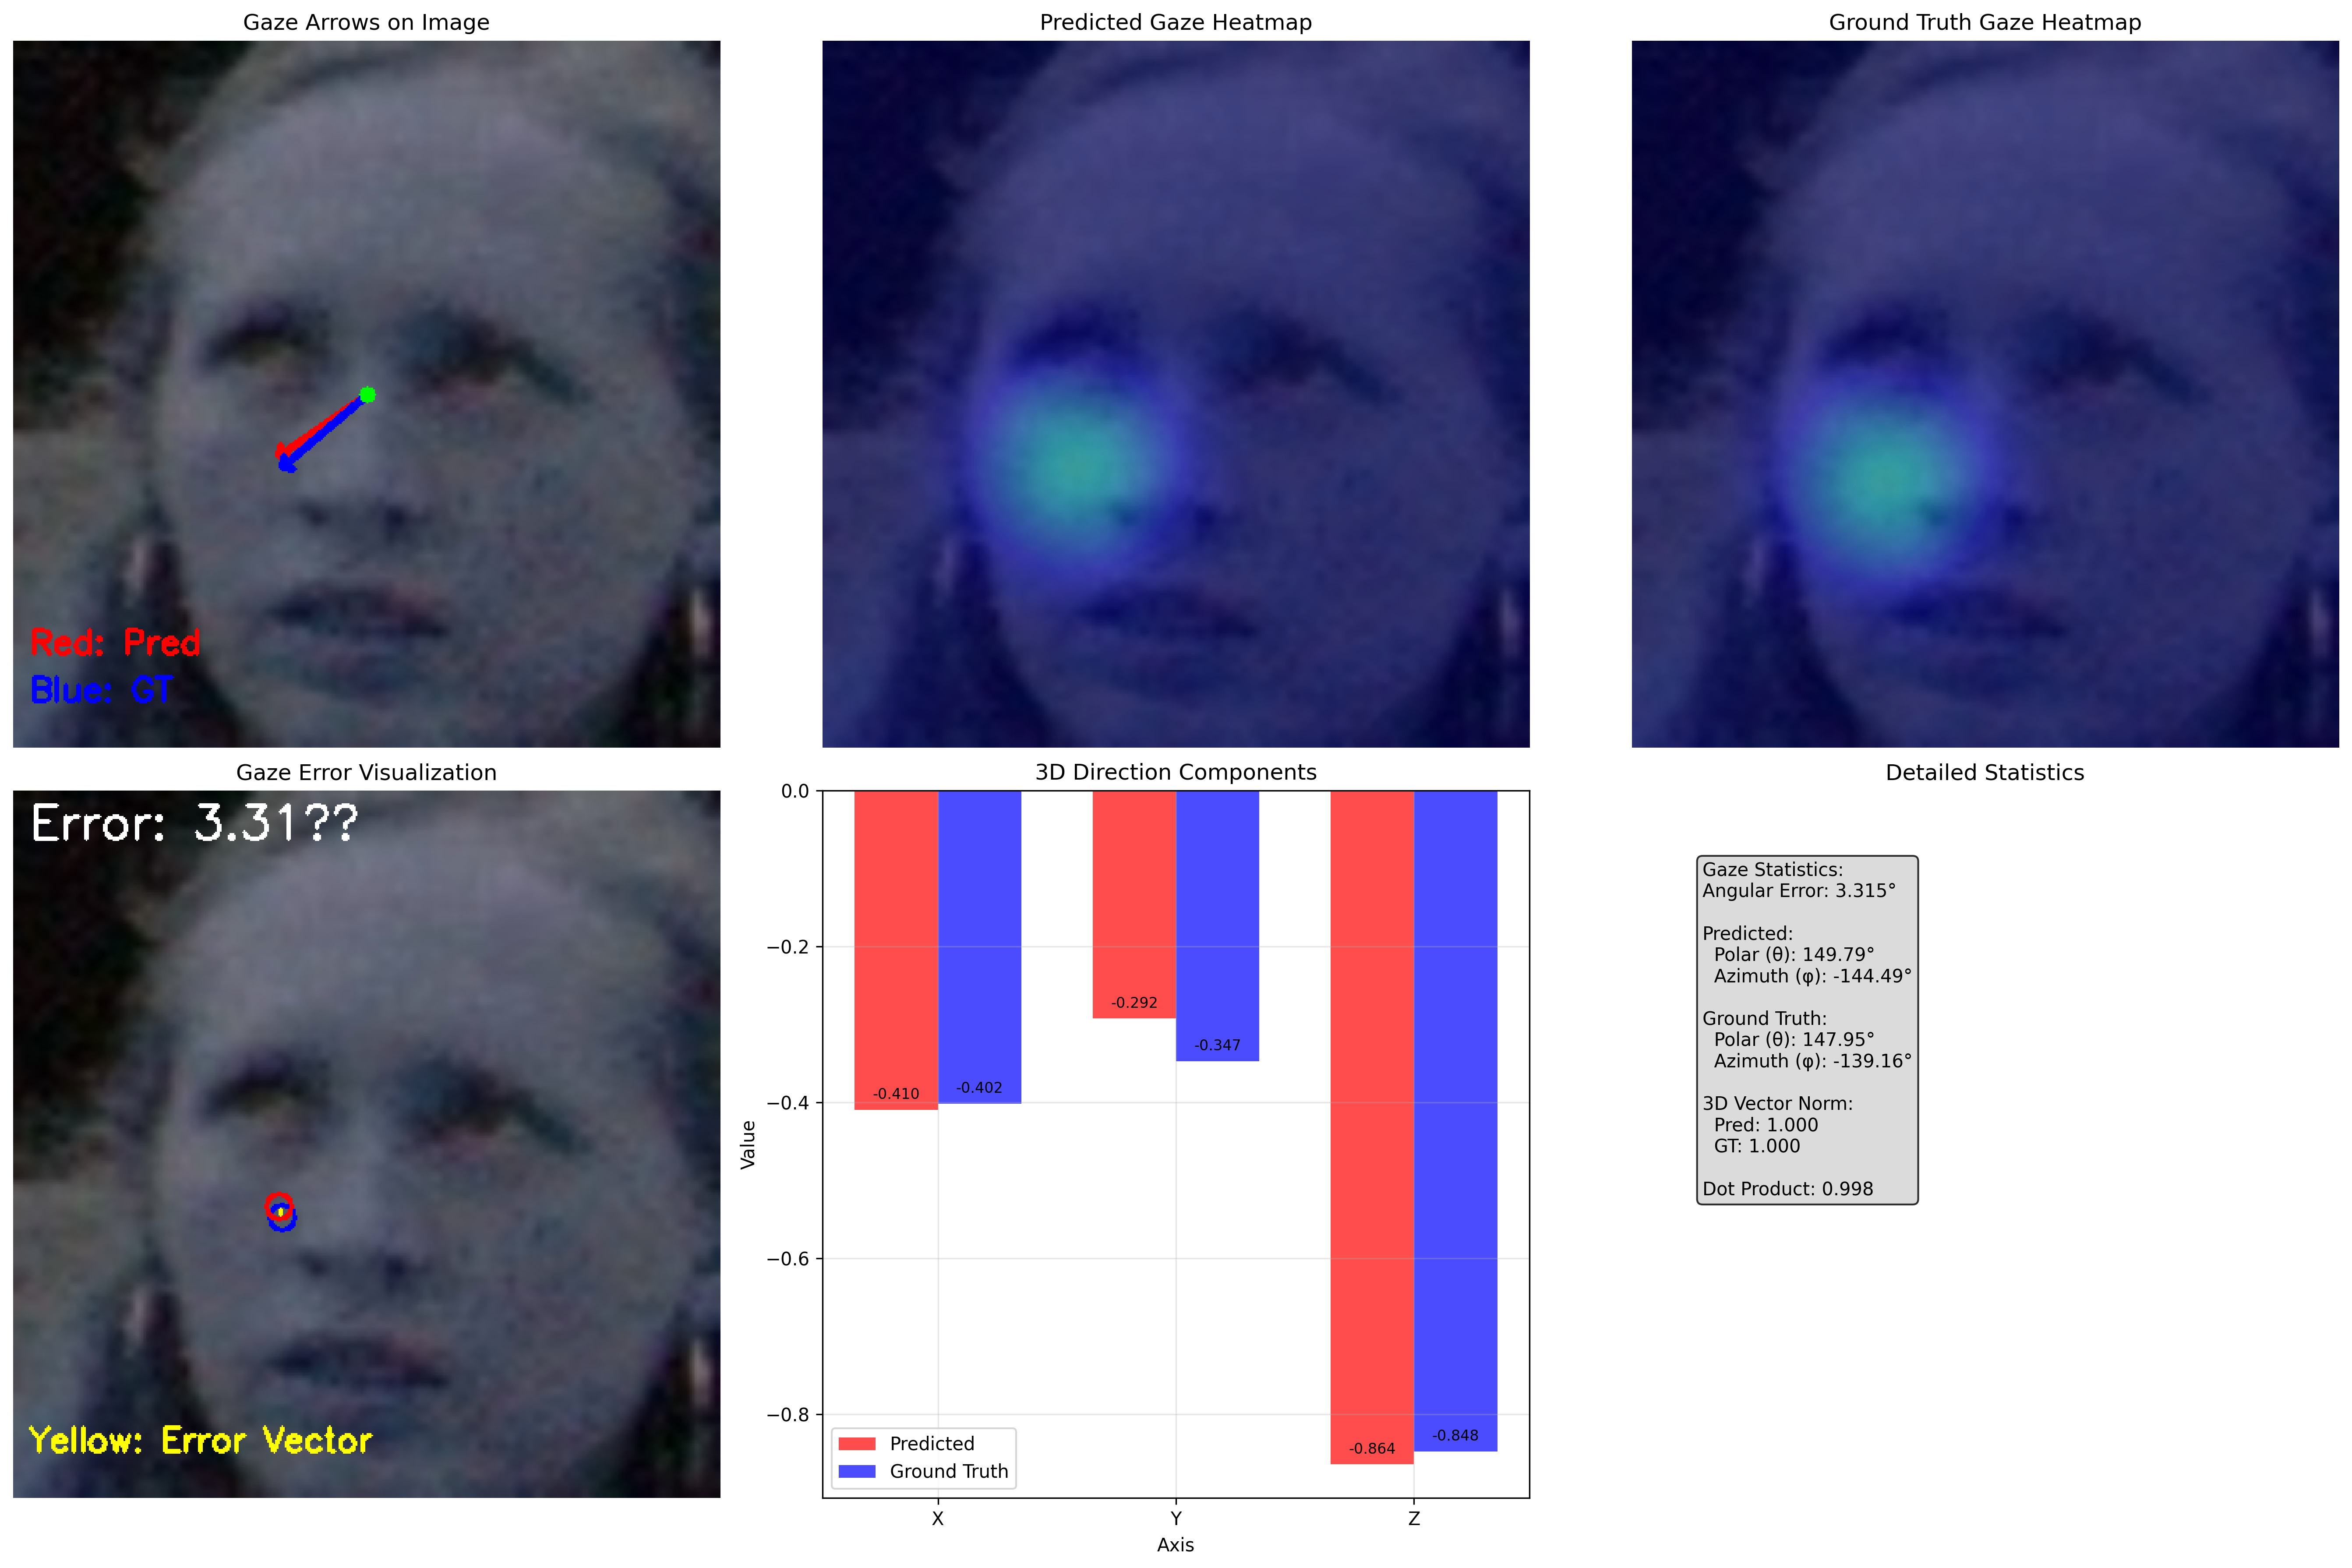 Gaze Arrows on Image
Red: Pred
Blue: GT
Predicted Gaze Heatmap
Ground Truth Gaze Heatmap
Gaze Error Visualization
Error: 3.31??
Yellow: Error Vector
3D Direction Components
0.0
−0.2
−0.4
−0.6
−0.8
Value
-0.410
-0.402
-0.292
-0.347
-0.864
-0.848
Predicted
Ground Truth
X
Y
Z
Axis
Detailed Statistics
Gaze Statistics:
Angular Error: 3.315°
Predicted:
Polar (θ): 149.79°
Azimuth (φ): -144.49°
Ground Truth:
Polar (θ): 147.95°
Azimuth (φ): -139.16°
3D Vector Norm:
Pred: 1.000
GT: 1.000
Dot Product: 0.998